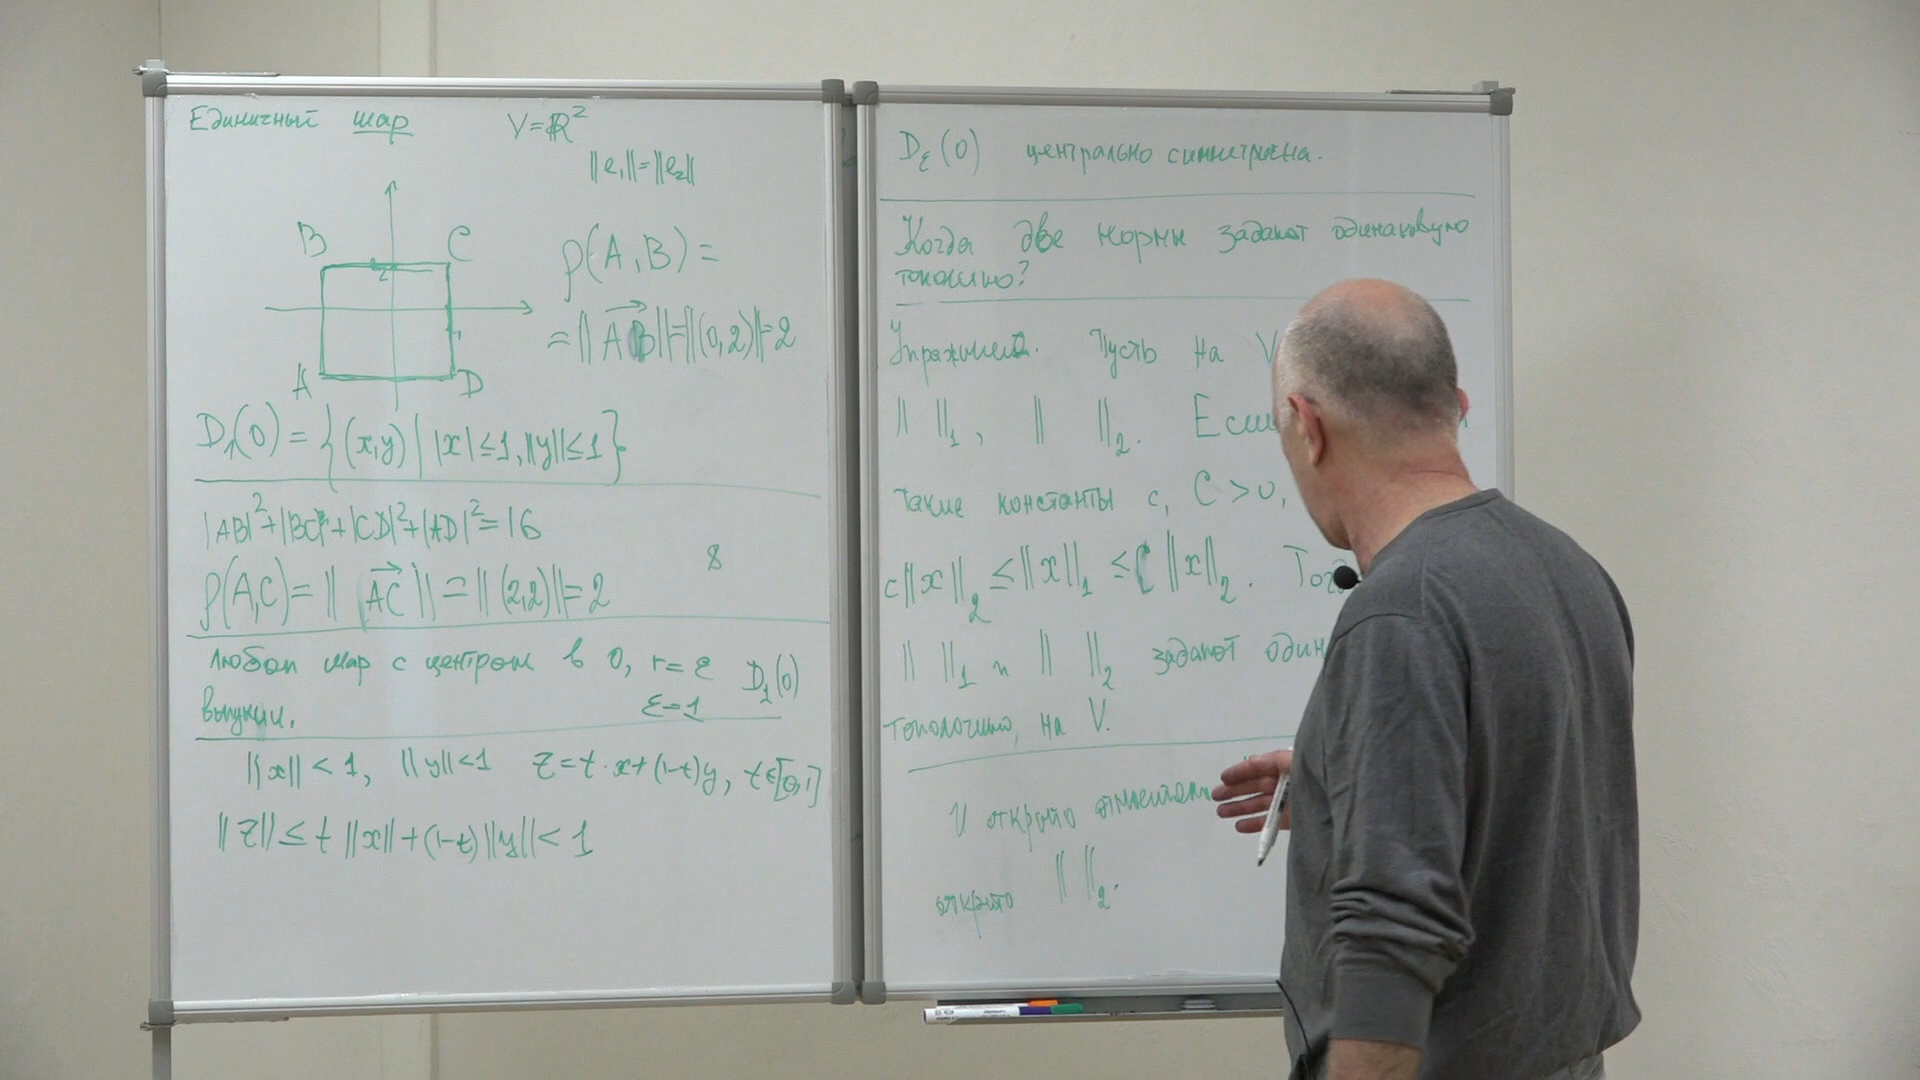 Единичный шар V=ℝ²
||e₁||=||e₂||
B C
2
1
A D
ρ(A,B)=
=||AB||=||(0,2)||=2
D₁(0)={(x,y) | |x|≤1, ||y||≤1}
|AB|²+|BC|²+|CD|²+|AD|²=16
8
ρ(A,C)=||AC||=||(2,2)||=2
Любой шар с центром в 0, r=ε D₁(0)
выпукл. ε=1
||x||<1, ||y||<1 z=t·x+(1-t)y, t∈[0,1]
||z||≤t||x||+(1-t)||y||<1
D_ε(0) центрально симметрична.
Когда две нормы задают одинаковую
топологию?
Упражнение. Пусть на V
|| ||₁, || ||₂. Если
такие константы c, C>0,
c||x||₂≤||x||₁≤C||x||₂. Тогд
|| ||₁ и || ||₂ задают один
топологию на V.
U открыто относительно
открыто || ||₂.